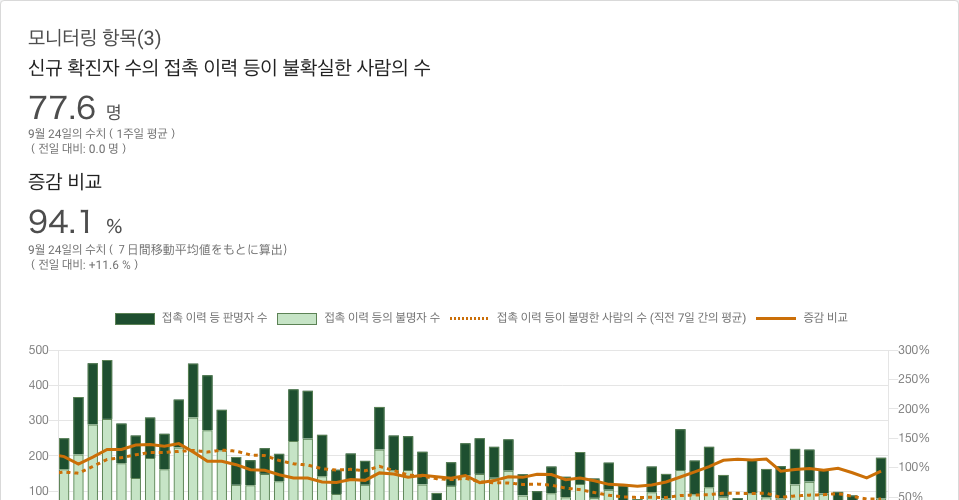 모니터링 항목(3)
신규 확진자 수의 접촉 이력 등이 불확실한 사람의 수
77.6 명
9월 24일의 수치 ( 1주일 평균 )
( 전일 대비: 0.0 명 )
증감 비교
94.1 %
9월 24일의 수치 ( ７日間移動平均値をもとに算出)
( 전일 대비: +11.6 % )
접촉 이력 등 판명자 수 접촉 이력 등의 불명자 수 접촉 이력 등이 불명한 사람의 수 (직전 7일 간의 평균) 증감 비교
500 300%
400 250%
300 200%
200 150%
100 100%
50%